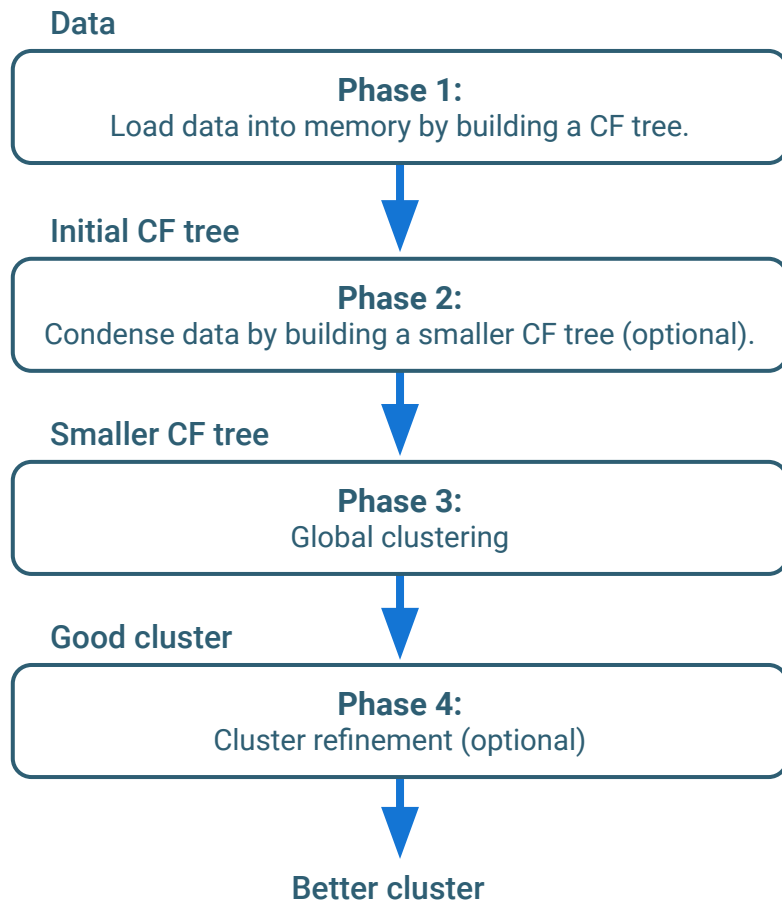 Data
Phase 1:
Load data into memory by building a CF tree.
Initial CF tree
Phase 2:
Condense data by building a smaller CF tree (optional).
Smaller CF tree
Phase 3:
Global clustering
Good cluster
Phase 4:
Cluster refinement (optional)
Better cluster